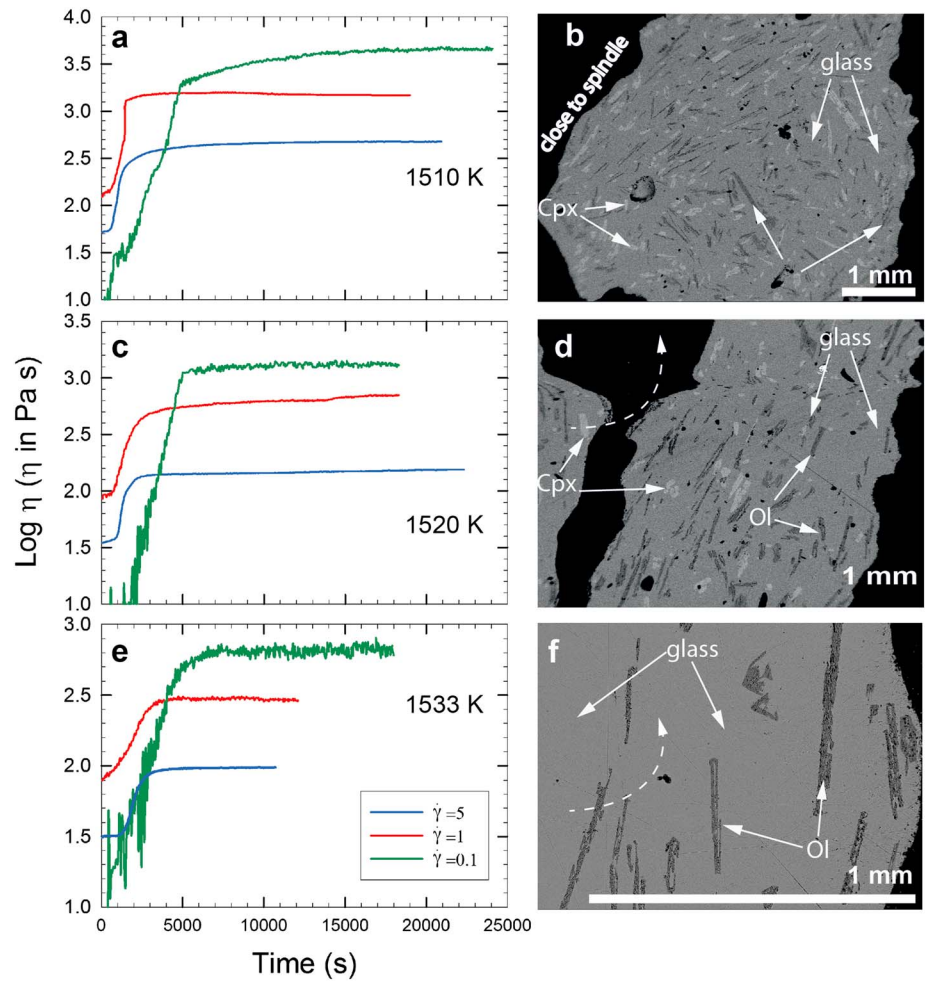 a
4.0
3.5
3.0
2.5
2.0
1.5
1.0
1510 K
b
close to spindle
glass
Cpx
1 mm
c
3.5
3.0
2.5
2.0
1.5
1.0
1520 K
d
glass
Cpx
Ol
1 mm
Log η (η in Pa s)
e
3.0
2.5
2.0
1.5
1.0
1533 K
γ̇ =5
γ̇ =1
γ̇ =0.1
0 5000 10000 15000 20000 25000
Time (s)
f
glass
Ol
1 mm